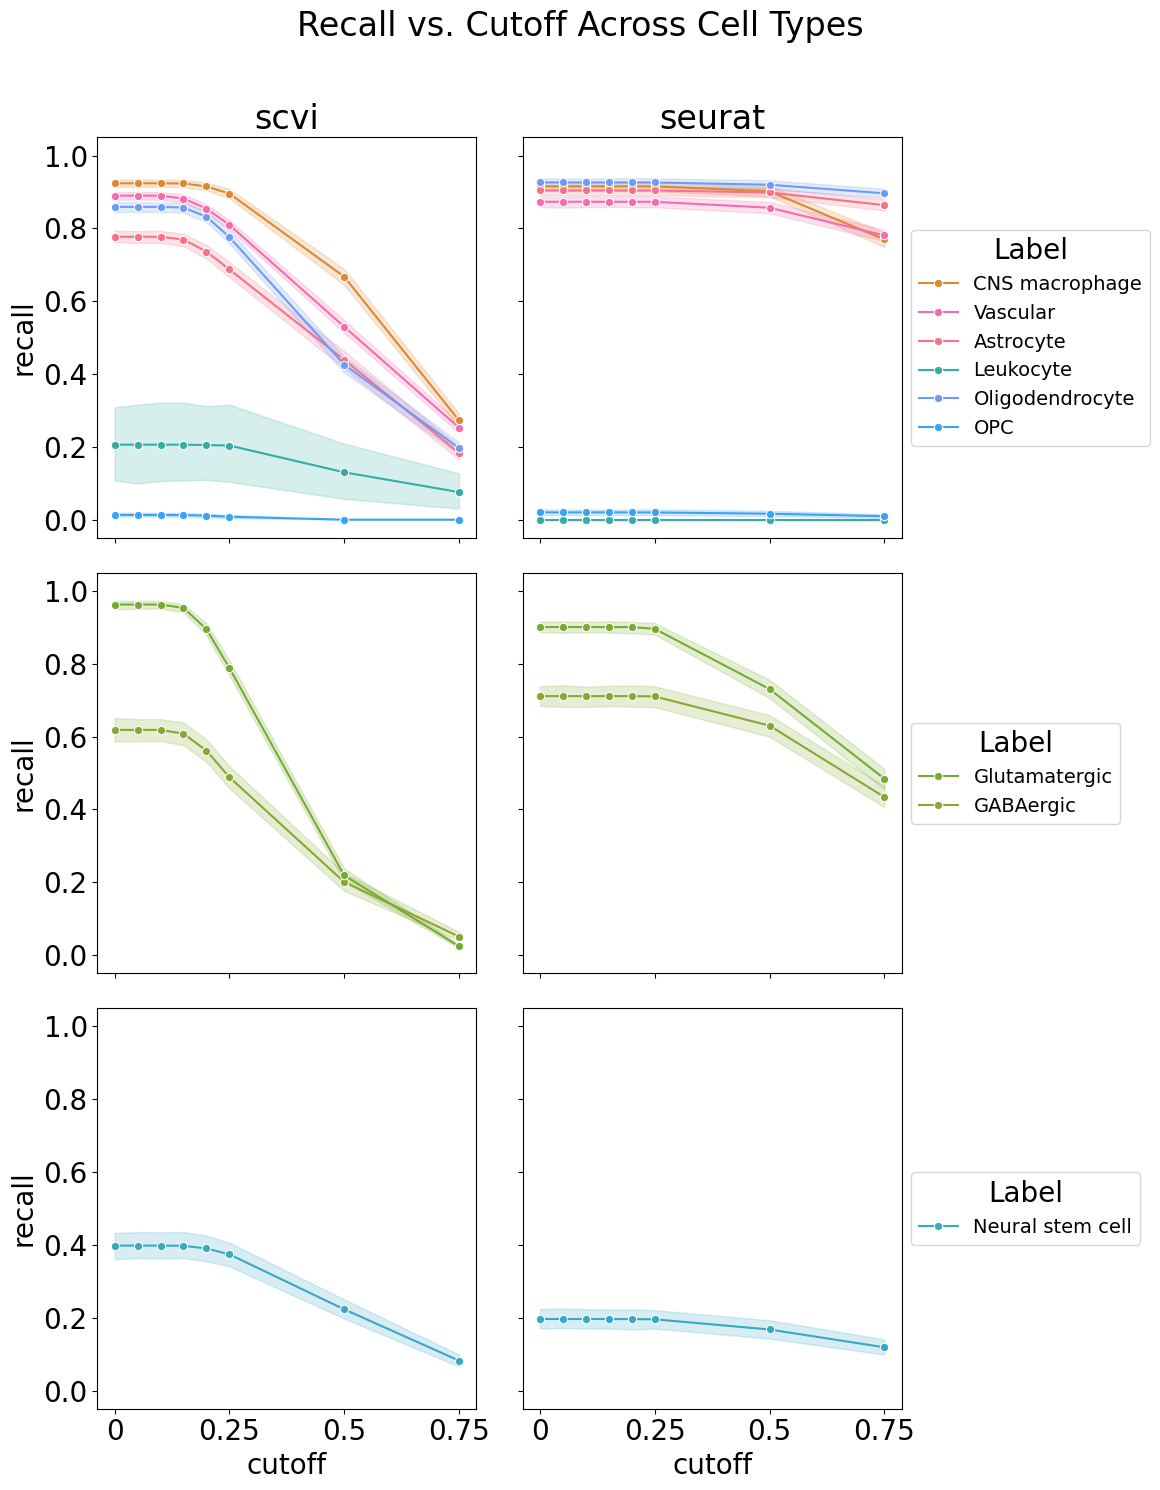 Recall vs. Cutoff Across Cell Types
scvi
seurat
1.0
0.8
0.6
0.4
0.2
0.0
recall
Label
CNS macrophage
Vascular
Astrocyte
Leukocyte
Oligodendrocyte
OPC
1.0
0.8
0.6
0.4
0.2
0.0
recall
Label
Glutamatergic
GABAergic
1.0
0.8
0.6
0.4
0.2
0.0
recall
Label
Neural stem cell
0 0.25 0.5 0.75
cutoff
0 0.25 0.5 0.75
cutoff